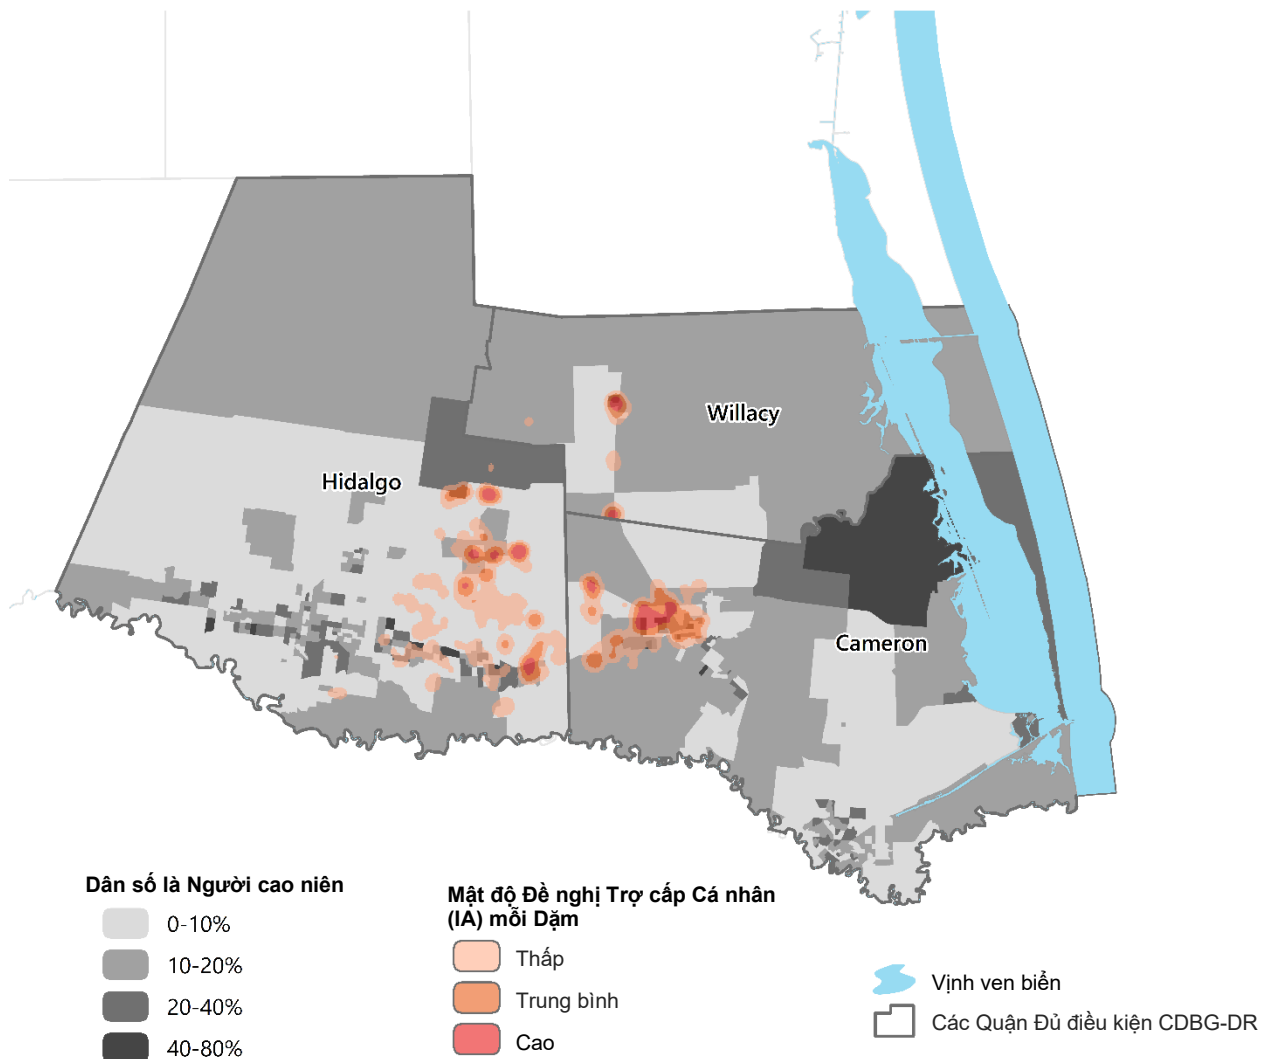 Willacy
Hidalgo
Cameron
Dân số là Người cao niên
0-10%
10-20%
20-40%
40-80%
Mật độ Đề nghị Trợ cấp Cá nhân
(IA) mỗi Dặm
Thấp
Trung bình
Cao
Vịnh ven biển
Các Quận Đủ điều kiện CDBG-DR